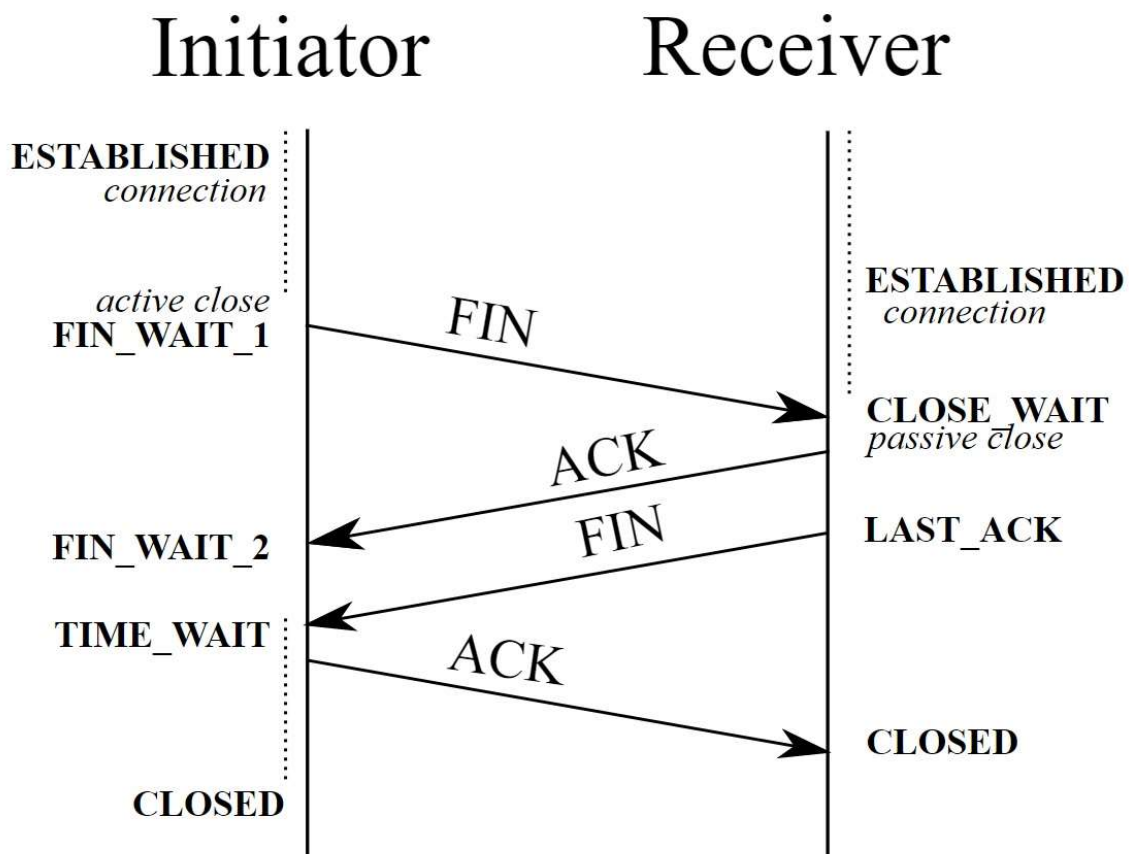 Initiator
Receiver
ESTABLISHED
connection
ESTABLISHED
connection
active close
FIN_WAIT_1
FIN
CLOSE_WAIT
passive close
ACK
FIN
LAST_ACK
FIN_WAIT_2
TIME_WAIT
ACK
CLOSED
CLOSED